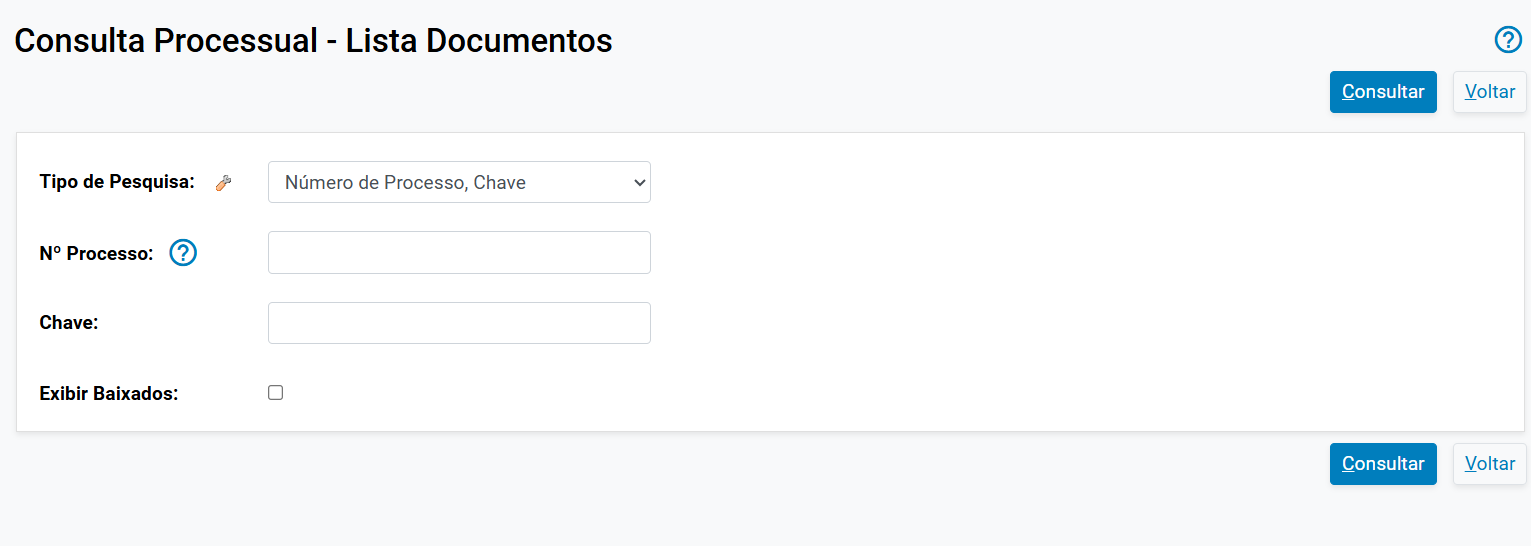 Consulta Processual - Lista Documentos
?
Consultar Voltar
Tipo de Pesquisa: Número de Processo, Chave
Nº Processo: ?
Chave:
Exibir Baixados:
Consultar Voltar